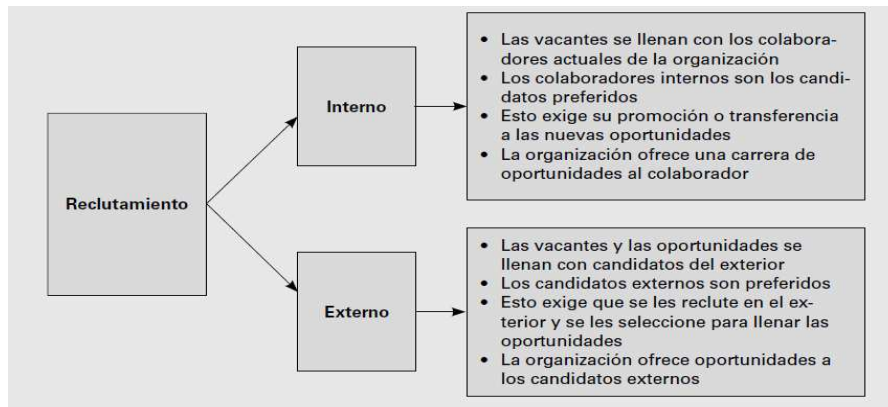 Reclutamiento
Interno
• Las vacantes se llenan con los colabora-
dores actuales de la organización
• Los colaboradores internos son los candi-
datos preferidos
• Esto exige su promoción o transferencia
a las nuevas oportunidades
• La organización ofrece una carrera de
oportunidades al colaborador
Externo
• Las vacantes y las oportunidades se
llenan con candidatos del exterior
• Los candidatos externos son preferidos
• Esto exige que se les reclute en el ex-
terior y se les seleccione para llenar las
oportunidades
• La organización ofrece oportunidades a
los candidatos externos